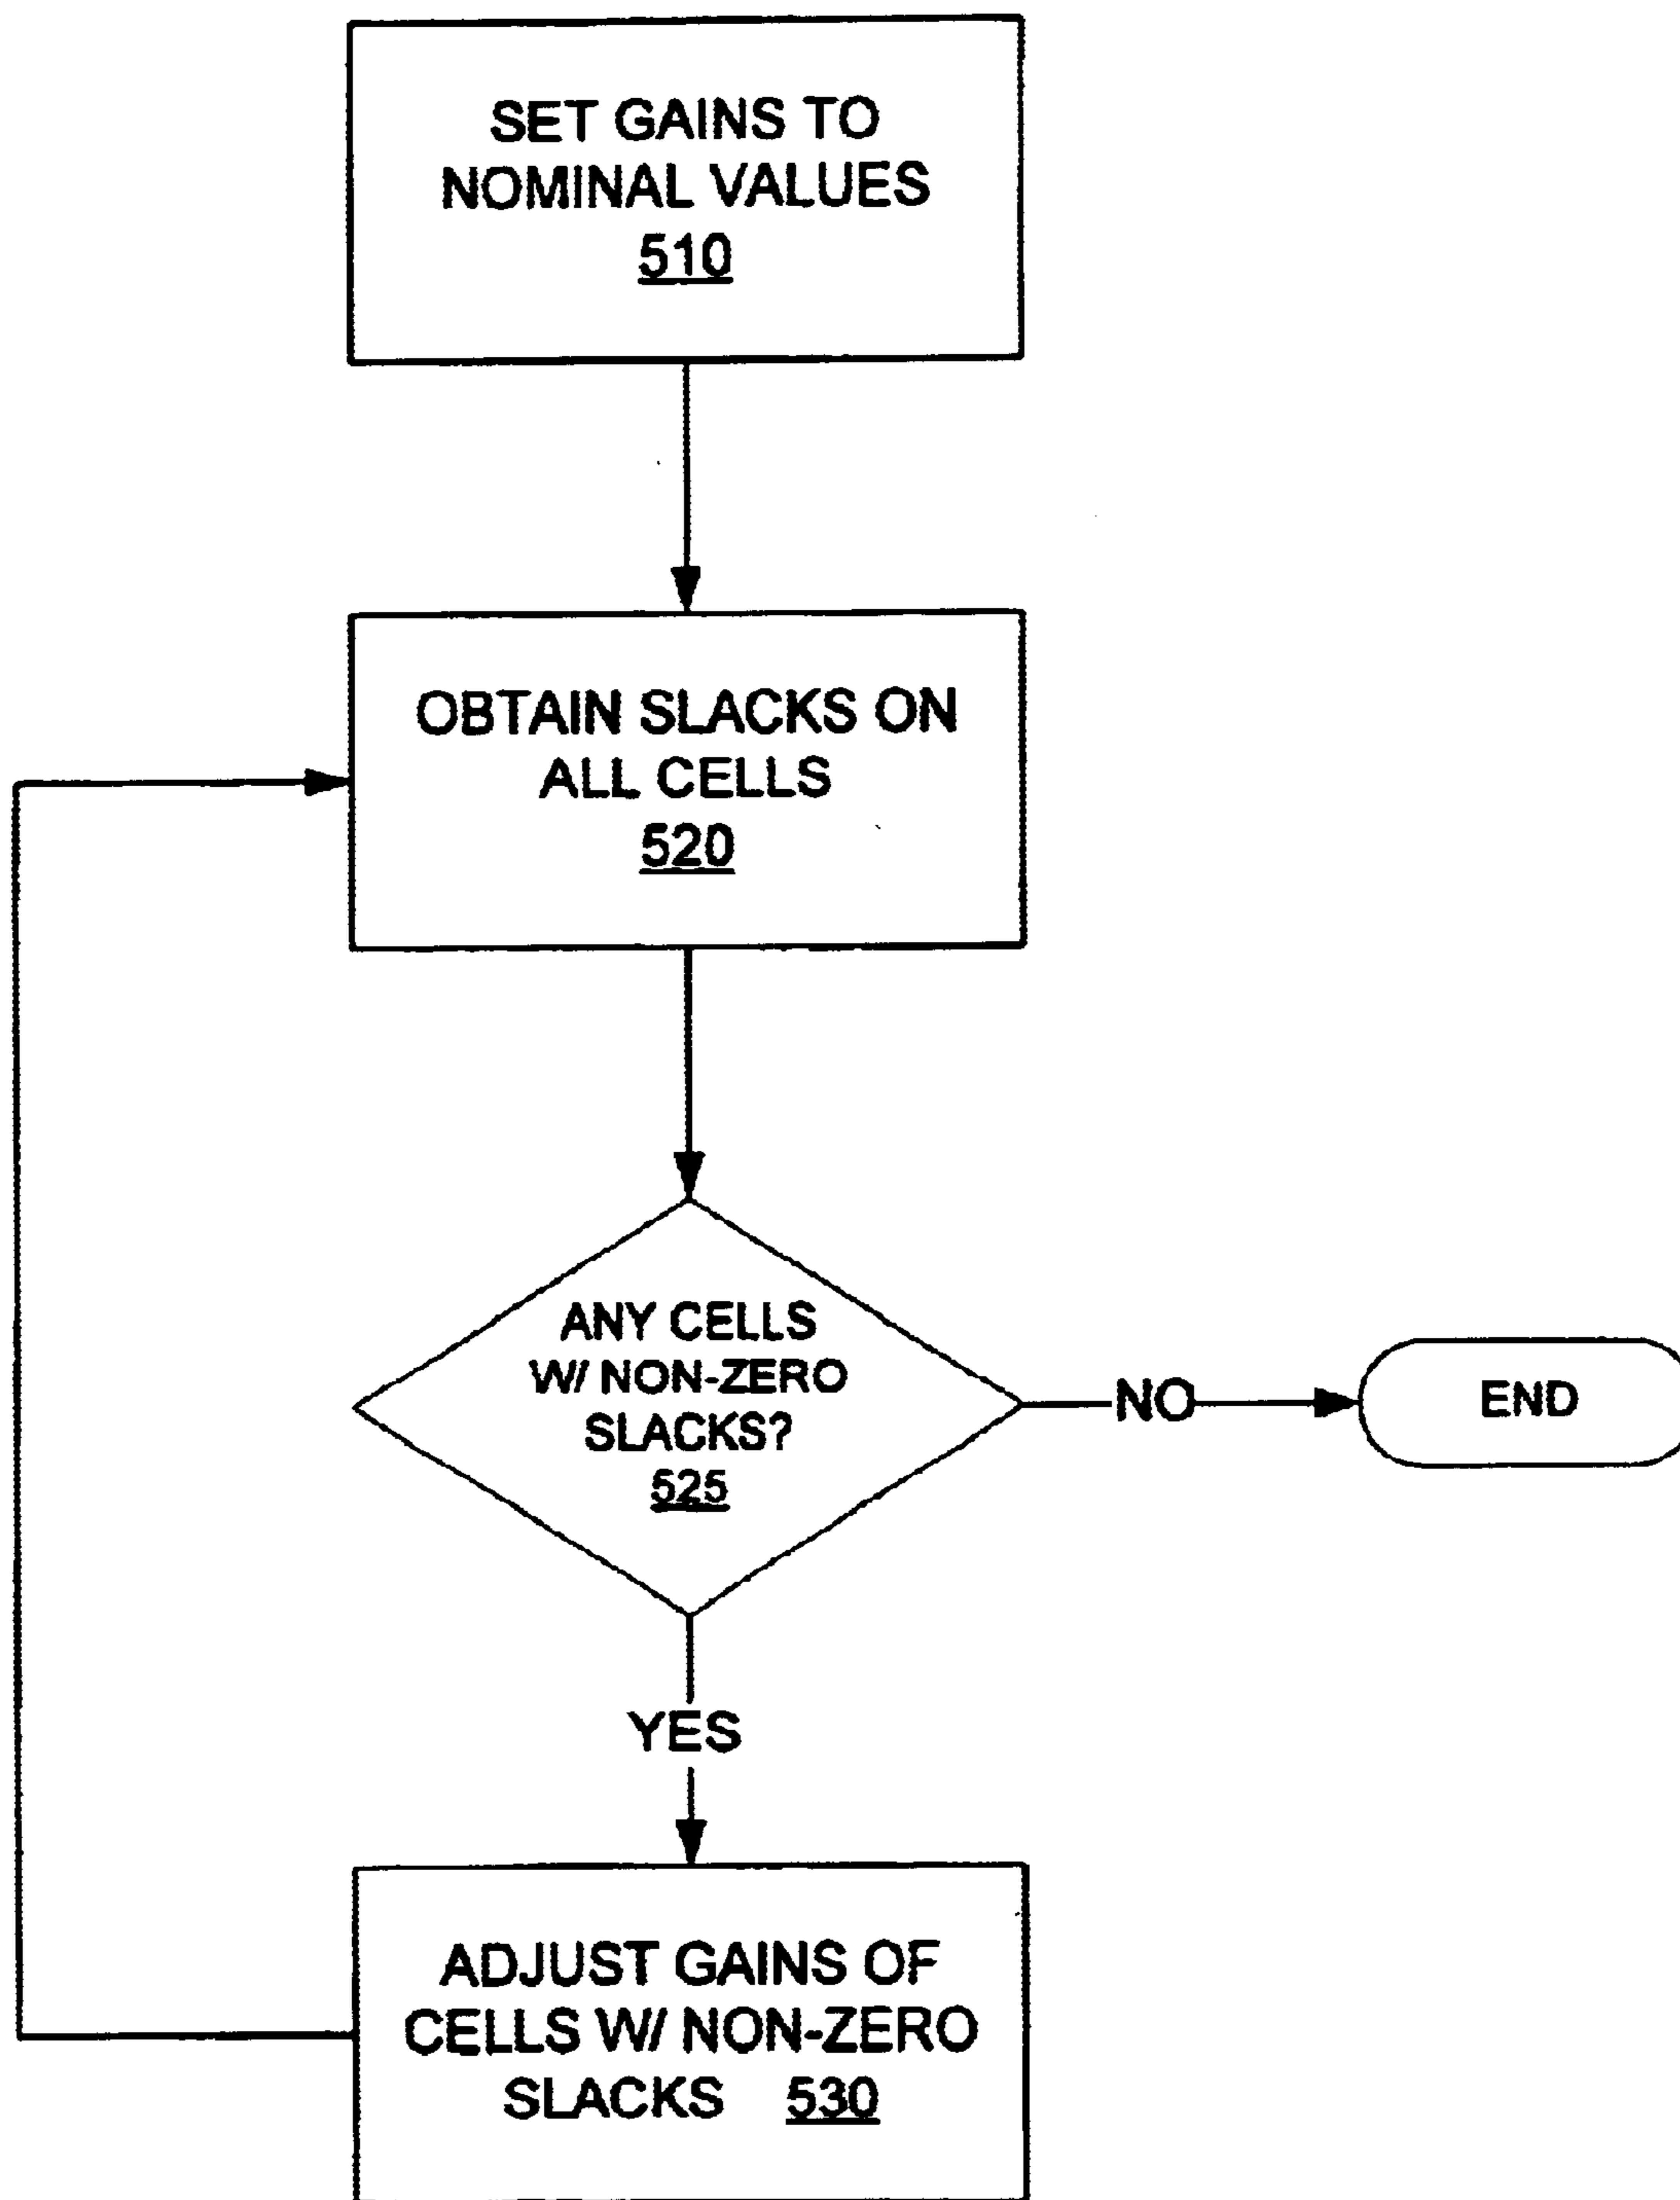 SET GAINS TO
NOMINAL VALUES
510
OBTAIN SLACKS ON
ALL CELLS
520
ANY CELLS
W/ NON-ZERO
SLACKS?
525
NO
END
YES
ADJUST GAINS OF
CELLS W/ NON-ZERO
SLACKS 530